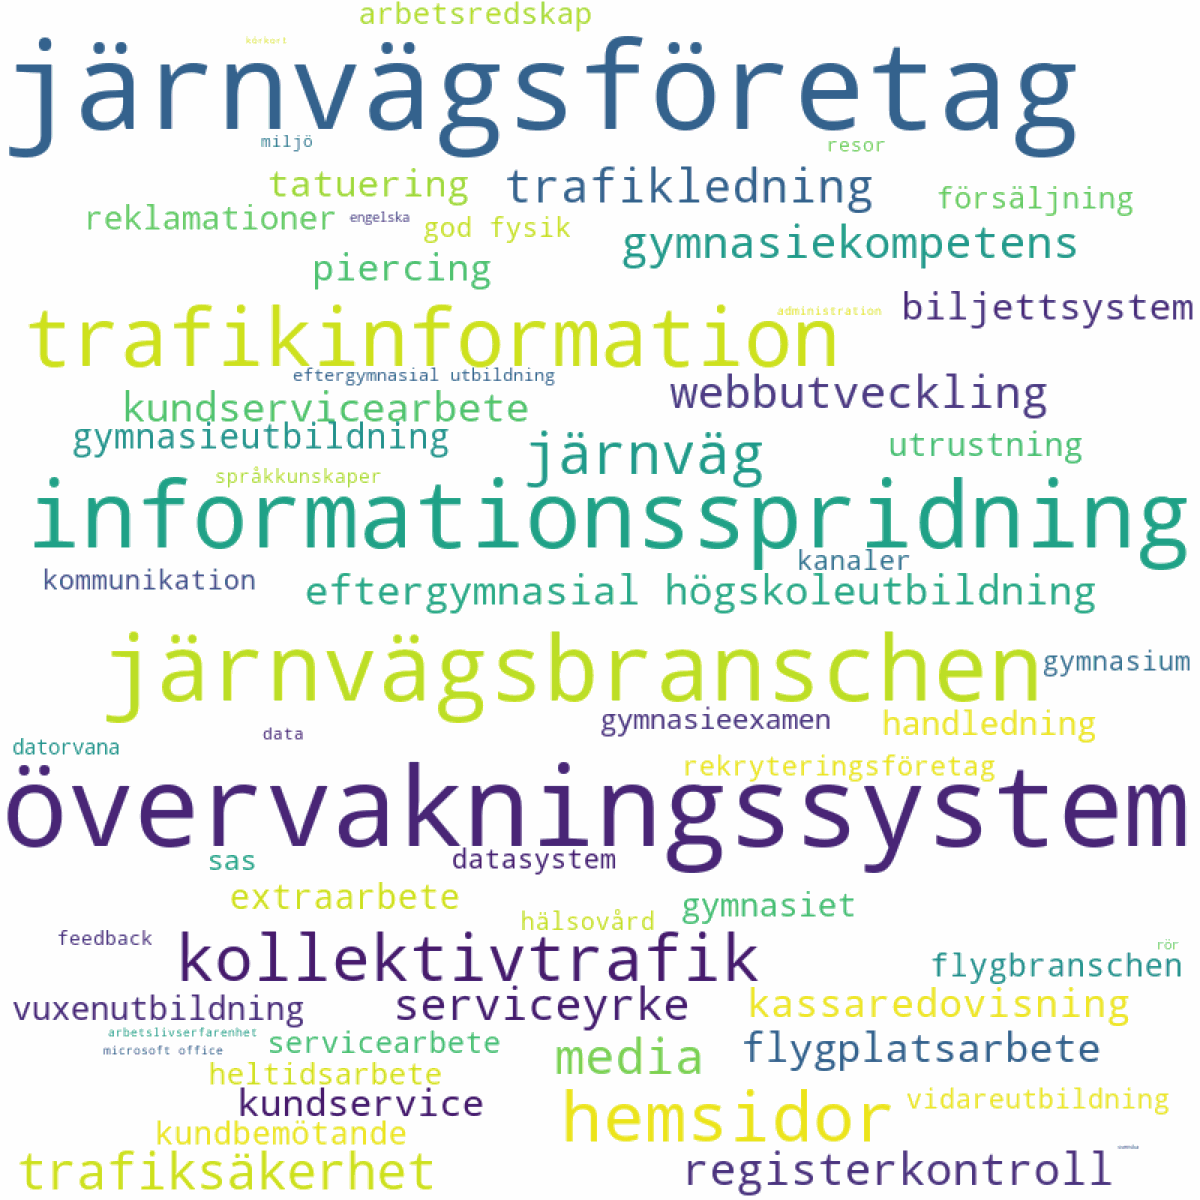 arbetsredskap
körkort
järnvägsföretag
miljö
resor
tatuering
trafikledning
försäljning
reklamationer
engelska
god fysik
gymnasiekompetens
piercing
trafikinformation
administration
biljettsystem
eftergymnasial utbildning
webbutveckling
kundservicearbete
gymnasieutbildning
järnväg
utrustning
språkkunskaper
informationsspridning
kanaler
kommunikation
eftergymnasial högskoleutbildning
järnvägsbranschen
gymnasium
gymnasieexamen
handledning
data
datorvana
rekryteringsföretag
övervakningssystem
sas
datasystem
extraarbete
gymnasiet
hälsovård
feedback
kollektivtrafik
rör
flygbranschen
vuxenutbildning
serviceyrke
kassaredovisning
arbetslivserfarenhet
microsoft office
servicearbete
media
flygplatsarbete
heltidsarbete
kundservice
hemsidor
vidareutbildning
kundbemötande
svenska
trafiksäkerhet
registerkontroll